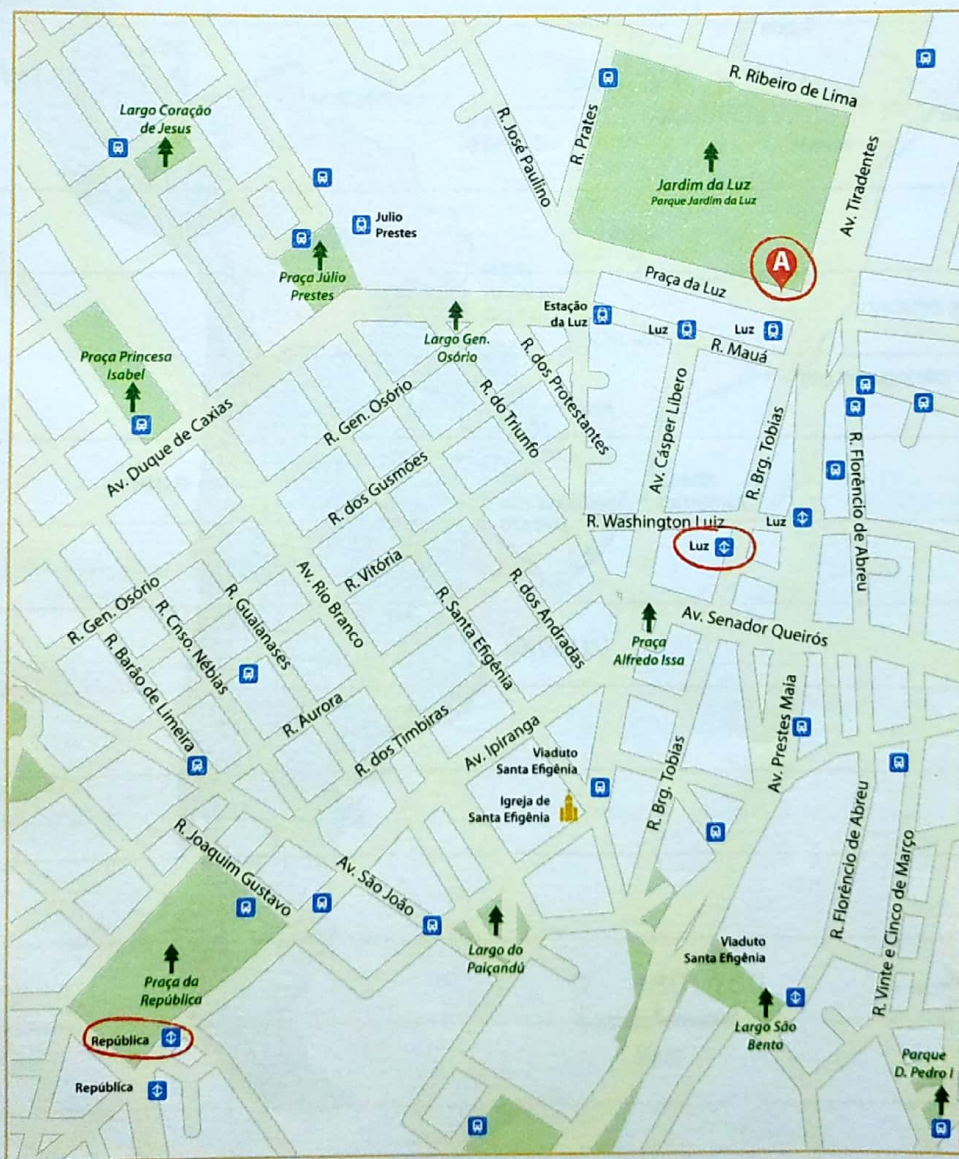 R. Ribeiro de Lima
Largo Coração
de Jesus
R. José Paulino
R. Prates
Av. Tiradentes
Jardim da Luz
Parque Jardim da Luz
Julio
Prestes
A
Praça Júlio
Prestes
Praça da Luz
Estação
da Luz
Luz
Luz
R. Mauá
Largo Gen.
Osório
Praça Princesa
Isabel
R. dos Protestantes
R. do Triunfo
Av. Cásper Líbero
R. Brg. Tobias
R. Gen. Osório
Av. Duque de Caxias
R. dos Gusmões
R. Florêncio de Abreu
R. Washington Luiz
Luz
Luz
R. Vitória
Av. Rio Branco
R. Gen. Osório
R. Cnso. Nébias
R. Guaianases
R. Barão de Limeira
R. Santa Efigênia
R. dos Andradas
Av. Senador Queirós
Praça
Alfredo Issa
R. Aurora
R. dos Timbiras
Av. Ipiranga
Av. Prestes Maia
Viaduto
Santa Efigênia
Igreja de
Santa Efigênia
R. Brg. Tobias
R. Joaquim Gustavo
Av. São João
R. Florêncio de Abreu
R. Vinte e Cinco de Março
Largo do
Paiçandú
Viaduto
Santa Efigênia
Praça da
República
Largo São
Bento
República
República
Parque
D. Pedro I